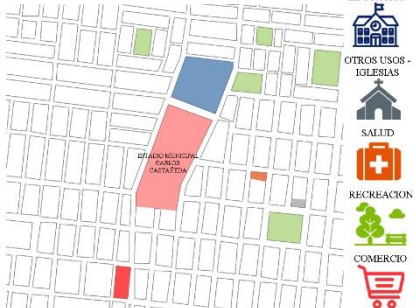 ESTADIO MUNICIPAL
CARLOS
CASTAÑEDA
OTROS USOS -
IGLESIAS
SALUD
RECREACION
COMERCIO